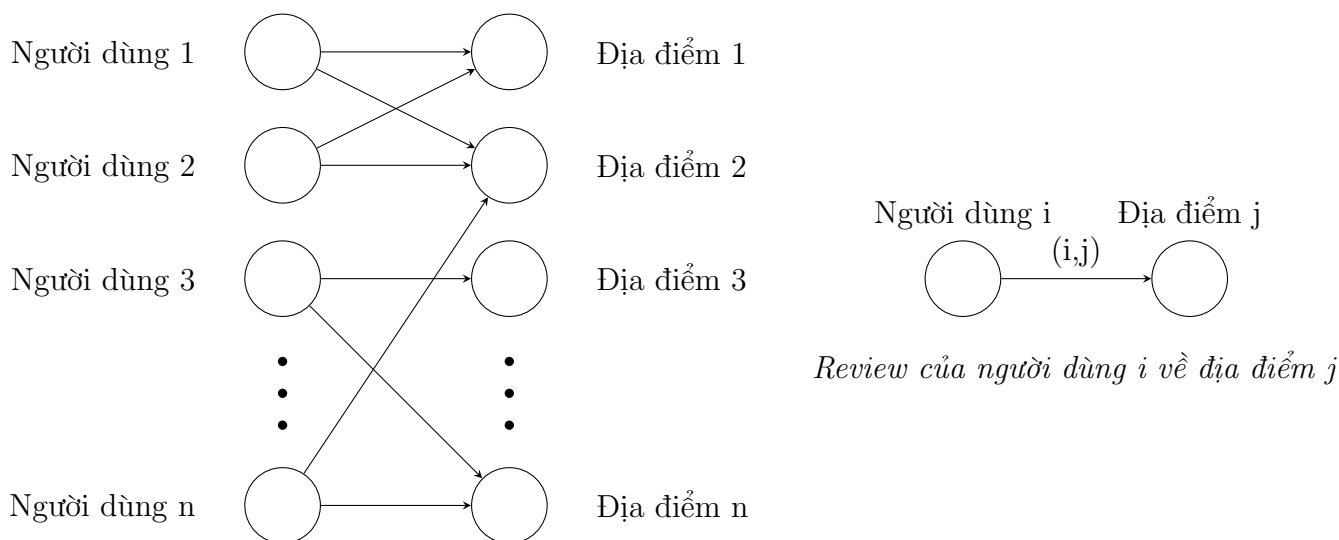 Người dùng 1
Địa điểm 1
Người dùng 2
Địa điểm 2
Người dùng 3
Địa điểm 3
Người dùng n
Địa điểm n
Người dùng i
Địa điểm j
(i,j)
Review của người dùng i về địa điểm j